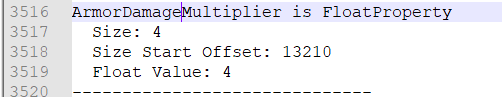 3516 ArmorDamageMultiplier is FloatProperty
3517   Size: 4
3518   Size Start Offset: 13210
3519   Float Value: 4
3520 ------------------------------